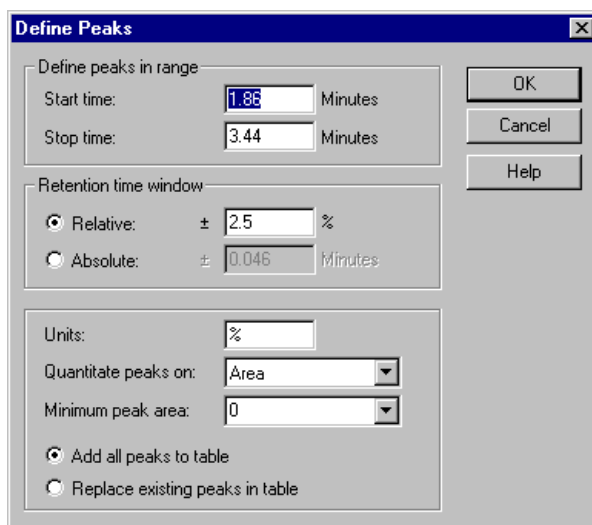 Define Peaks
Define peaks in range
Start time: 1.86 Minutes
Stop time: 3.44 Minutes
OK
Cancel
Help
Retention time window
Relative: ± 2.5 %
Absolute: ± 0.046 Minutes
Units: %
Quantitate peaks on: Area
Minimum peak area: 0
Add all peaks to table
Replace existing peaks in table